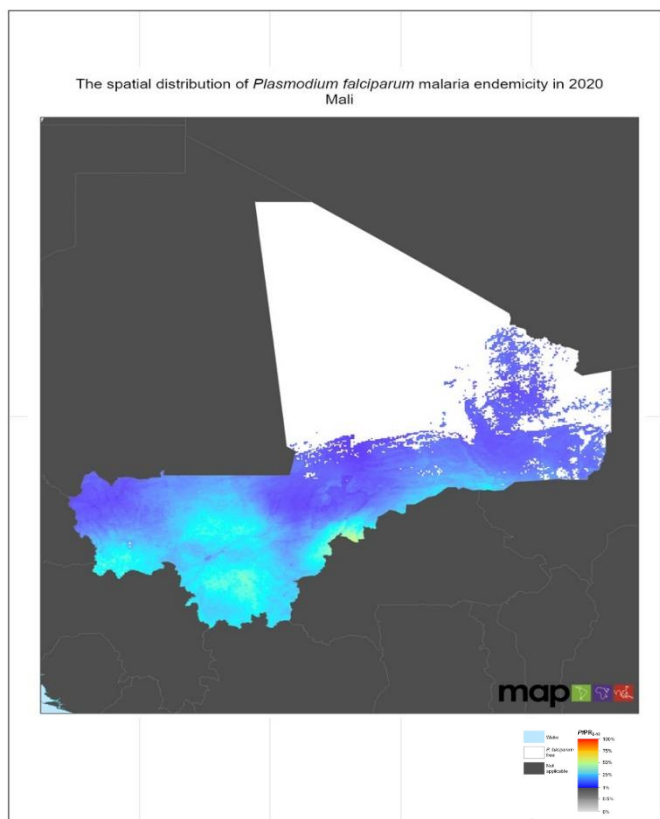 The spatial distribution of Plasmodium falciparum malaria endemicity in 2020
Mali
map
Water
P. falciparum
free
Not
applicable
100%
75%
50%
25%
1%
0.5%
0%